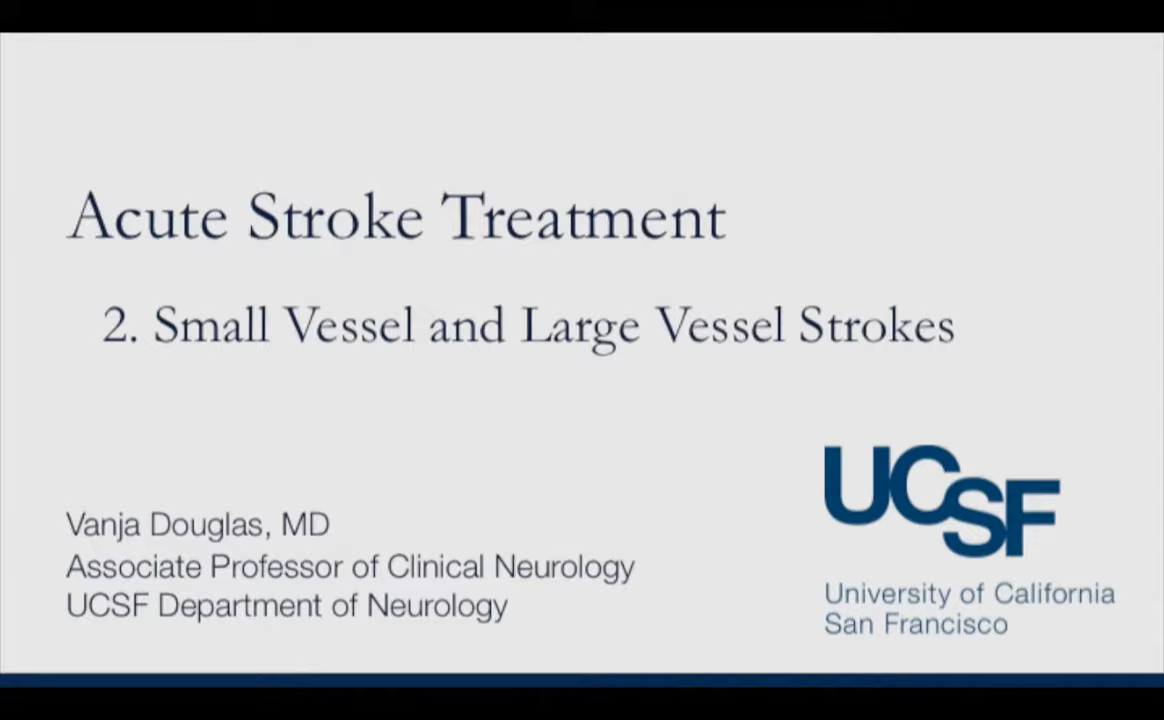 Acute Stroke Treatment
2. Small Vessel and Large Vessel Strokes
Vanja Douglas, MD
Associate Professor of Clinical Neurology
UCSF Department of Neurology
UCSF
University of California
San Francisco